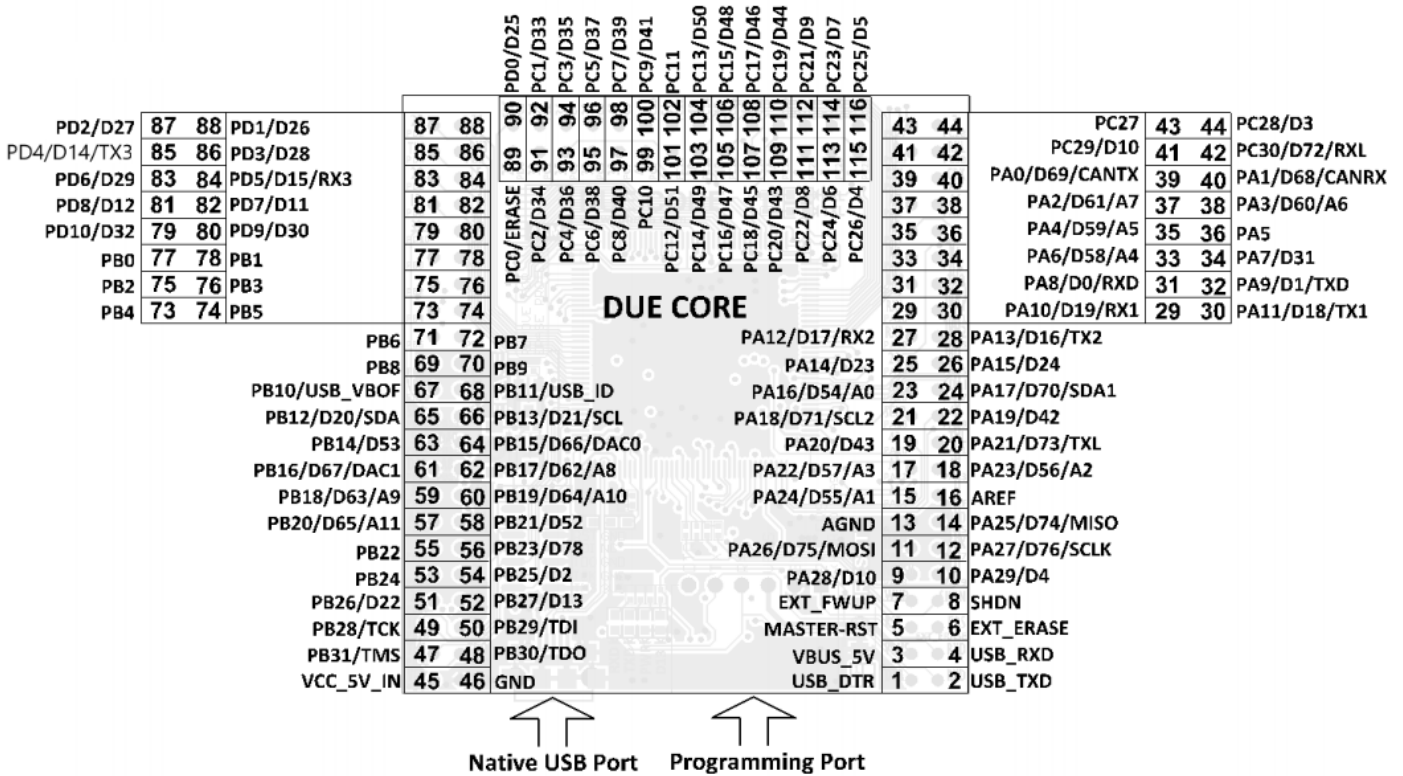 PD0/D25 PC1/D33 PC3/D35 PC5/D37 PC7/D39 PC9/D41 PC11 PC13/D50 PC15/D48 PC17/D46 PC19/D44 PC21/D9 PC23/D7 PC25/D5
90 92 94 96 98 100 102 104 106 108 110 112 114 116
89 91 93 95 97 99 101 103 105 107 109 111 113 115
PC0/ERASE PC2/D34 PC4/D36 PC6/D38 PC8/D40 PC10 PC12/D51 PC14/D49 PC16/D47 PC18/D45 PC20/D43 PC22/D8 PC24/D6 PC26/D4
PD2/D27 87 88 PD1/D26 87 88 43 44 PC27 43 44 PC28/D3
PD4/D14/TX3 85 86 PD3/D28 85 86 41 42 PC29/D10 41 42 PC30/D72/RXL
PD6/D29 83 84 PD5/D15/RX3 83 84 39 40 PA0/D69/CANTX 39 40 PA1/D68/CANRX
PD8/D12 81 82 PD7/D11 81 82 37 38 PA2/D61/A7 37 38 PA3/D60/A6
PD10/D32 79 80 PD9/D30 79 80 35 36 PA4/D59/A5 35 36 PA5
PB0 77 78 PB1 77 78 33 34 PA6/D58/A4 33 34 PA7/D31
PB2 75 76 PB3 75 76 31 32 PA8/D0/RXD 31 32 PA9/D1/TXD
PB4 73 74 PB5 73 74 DUE CORE 29 30 PA10/D19/RX1 29 30 PA11/D18/TX1
PB6 71 72 PB7 PA12/D17/RX2 27 28 PA13/D16/TX2
PB8 69 70 PB9 PA14/D23 25 26 PA15/D24
PB10/USB_VBOF 67 68 PB11/USB_ID PA16/D54/A0 23 24 PA17/D70/SDA1
PB12/D20/SDA 65 66 PB13/D21/SCL PA18/D71/SCL2 21 22 PA19/D42
PB14/D53 63 64 PB15/D66/DAC0 PA20/D43 19 20 PA21/D73/TXL
PB16/D67/DAC1 61 62 PB17/D62/A8 PA22/D57/A3 17 18 PA23/D56/A2
PB18/D63/A9 59 60 PB19/D64/A10 PA24/D55/A1 15 16 AREF
PB20/D65/A11 57 58 PB21/D52 AGND 13 14 PA25/D74/MISO
PB22 55 56 PB23/D78 PA26/D75/MOSI 11 12 PA27/D76/SCLK
PB24 53 54 PB25/D2 PA28/D10 9 10 PA29/D4
PB26/D22 51 52 PB27/D13 EXT_FWUP 7 8 SHDN
PB28/TCK 49 50 PB29/TDI MASTER-RST 5 6 EXT_ERASE
PB31/TMS 47 48 PB30/TDO VBUS_5V 3 4 USB_RXD
VCC_5V_IN 45 46 GND USB_DTR 1 2 USB_TXD
Native USB Port Programming Port